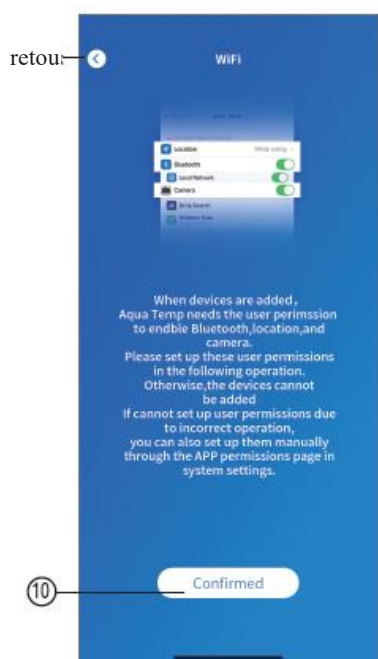 retou
WiFi
Location While Using
Bluetooth
Local Network
Camera
When devices are added,
Aqua Temp needs the user perimssion
to endble Bluetooth,location,and
camera.
Please set up these user permissions
in the following operation.
Otherwise,the devices cannot
be added
If cannot set up user permissions due
to incorrect operation,
you can also set up them manually
through the APP permissions page in
system settings.
⑩
Confirmed